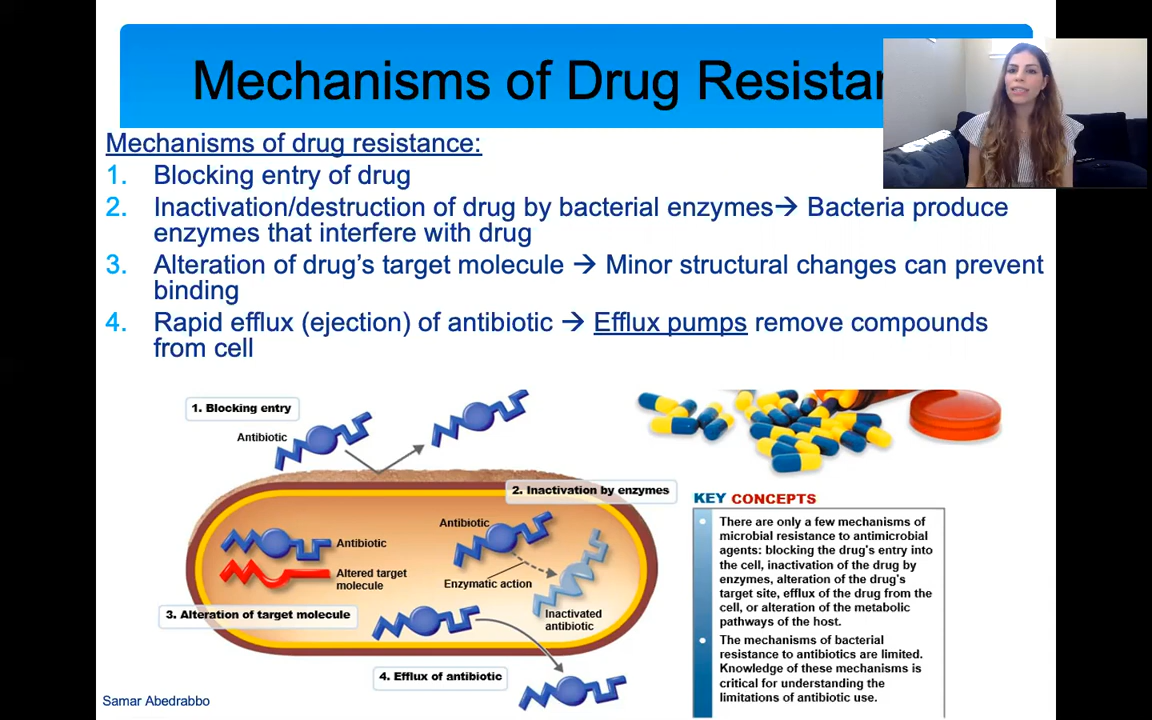 Mechanisms of Drug Resistan
Mechanisms of drug resistance:
1. Blocking entry of drug
2. Inactivation/destruction of drug by bacterial enzymes→ Bacteria produce
enzymes that interfere with drug
3. Alteration of drug's target molecule → Minor structural changes can prevent
binding
4. Rapid efflux (ejection) of antibiotic → Efflux pumps remove compounds
from cell
1. Blocking entry
Antibiotic
2. Inactivation by enzymes
Antibiotic
Antibiotic
Enzymatic action
Altered target
molecule
Inactivated
antibiotic
3. Alteration of target molecule
4. Efflux of antibiotic
KEY CONCEPTS
There are only a few mechanisms of
microbial resistance to antimicrobial
agents: blocking the drug's entry into
the cell, inactivation of the drug by
enzymes, alteration of the drug's
target site, efflux of the drug from the
cell, or alteration of the metabolic
pathways of the host.
The mechanisms of bacterial
resistance to antibiotics are limited.
Knowledge of these mechanisms is
critical for understanding the
limitations of antibiotic use.
Samar Abedrabbo